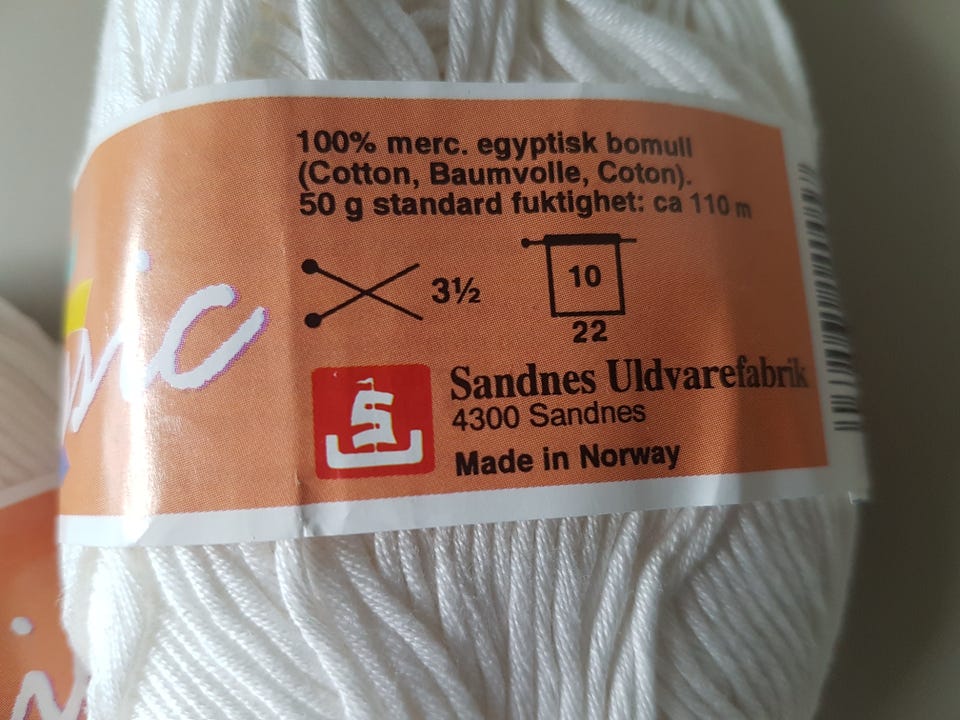 100% merc. egyptisk bomull
(Cotton, Baumvolle, Coton).
50 g standard fuktighet: ca 110 m
3½
10
22
Sandnes Uldvarefabrik
4300 Sandnes
Made in Norway